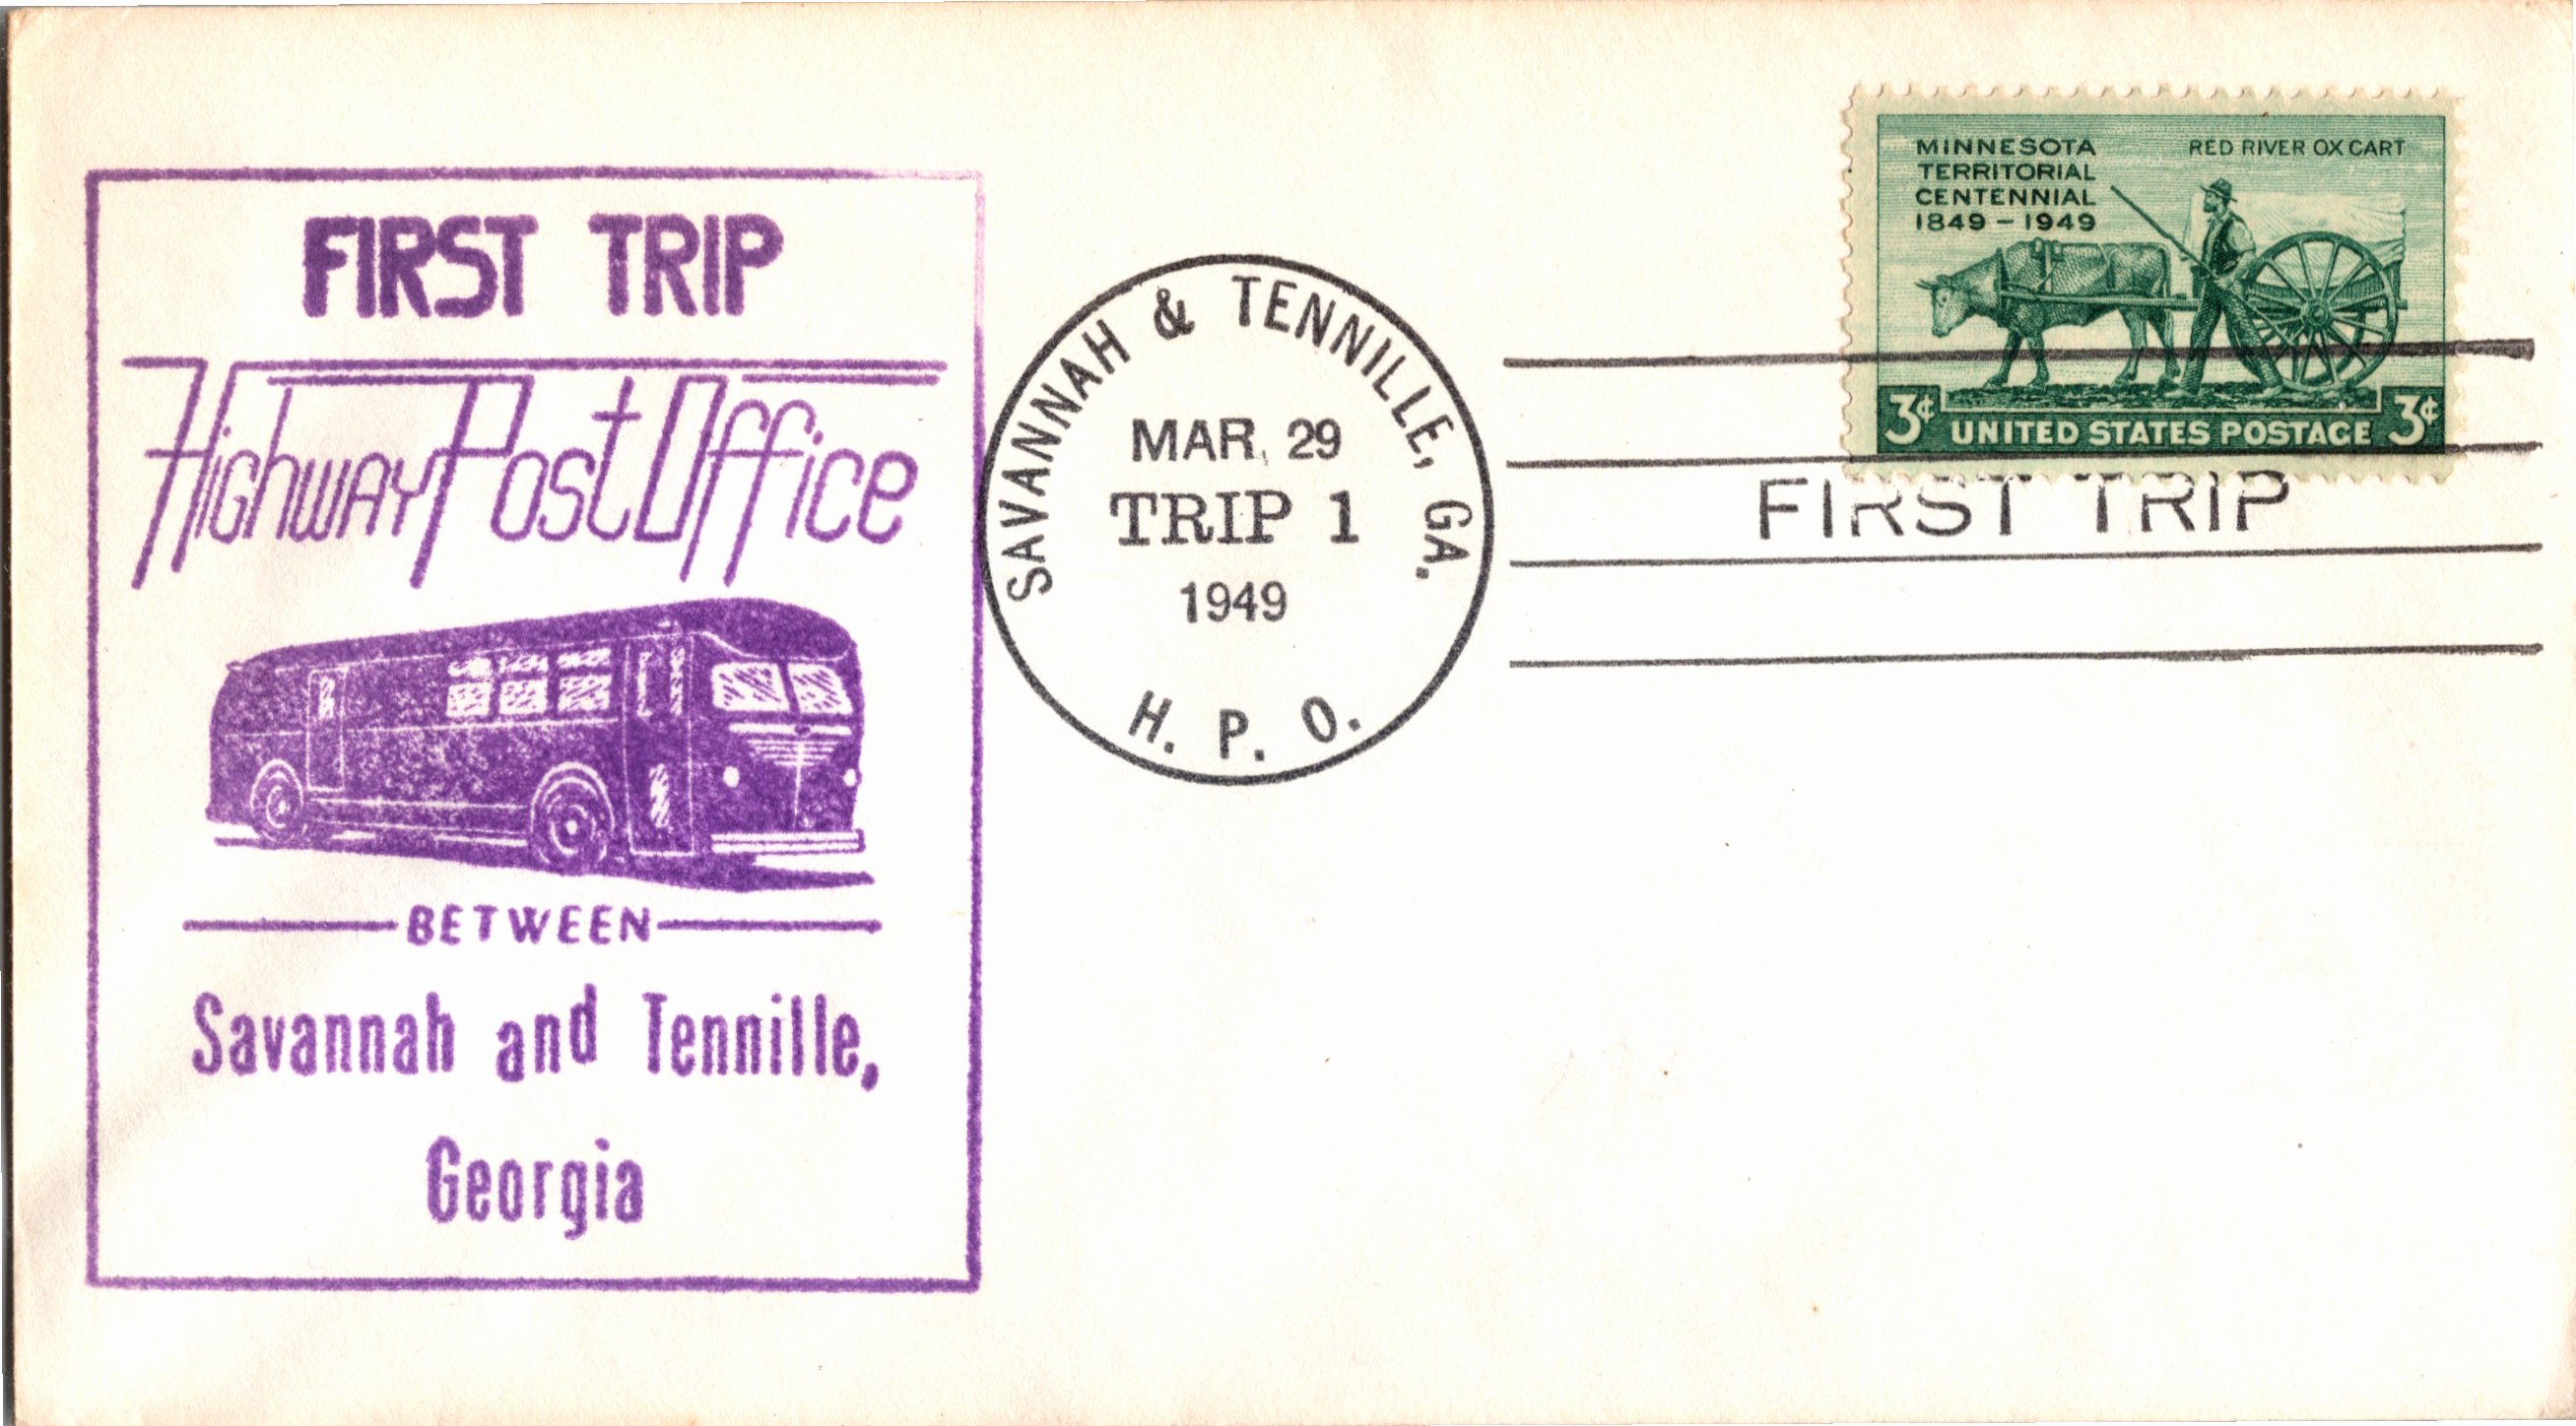 FIRST TRIP
Highway Post Office
BETWEEN
Savannah and Tennille,
Georgia
SAVANNAH & TENNILLE, GA.
MAR. 29
TRIP 1
1949
H. P. O.
MINNESOTA
TERRITORIAL
CENTENNIAL
1849 - 1949
RED RIVER OX CART
3¢ UNITED STATES POSTAGE 3¢
FIRST TRIP